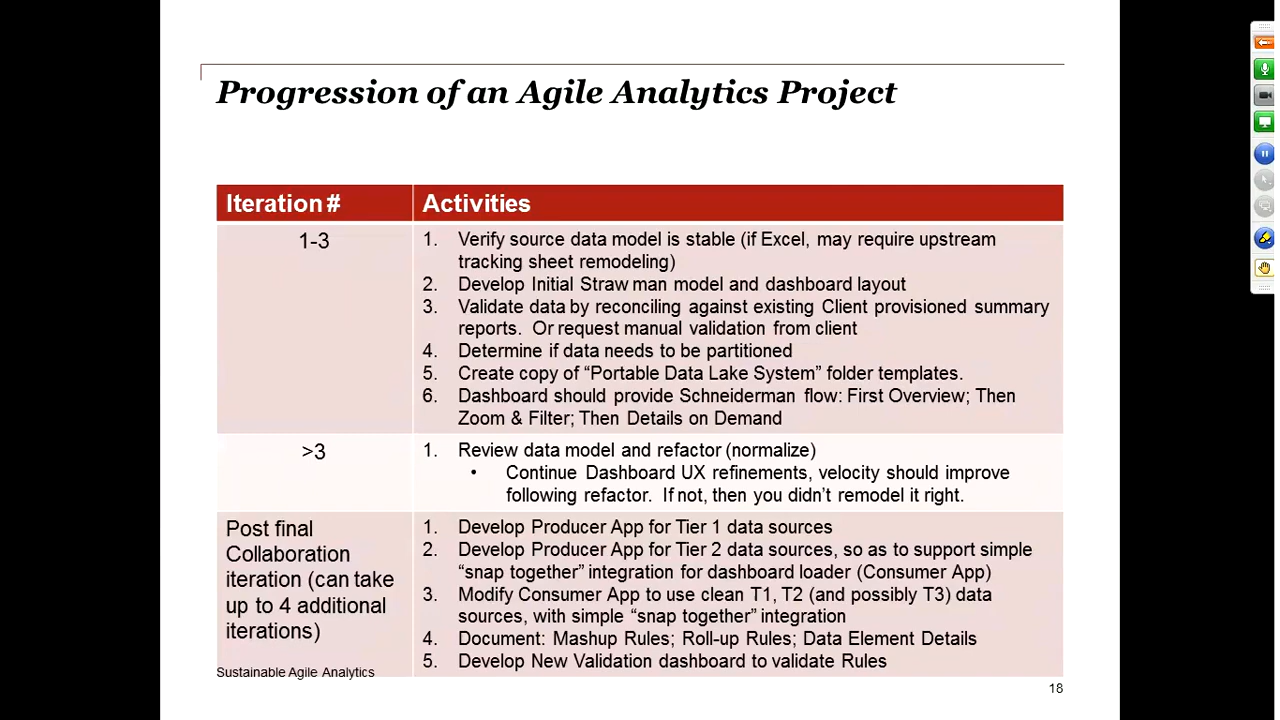 Progression of an Agile Analytics Project
Iteration #
Activities
1-3
1. Verify source data model is stable (if Excel, may require upstream
tracking sheet remodeling)
2. Develop Initial Straw man model and dashboard layout
3. Validate data by reconciling against existing Client provisioned summary
reports. Or request manual validation from client
4. Determine if data needs to be partitioned
5. Create copy of “Portable Data Lake System” folder templates.
6. Dashboard should provide Schneiderman flow: First Overview; Then
Zoom & Filter; Then Details on Demand
>3
1. Review data model and refactor (normalize)
• Continue Dashboard UX refinements, velocity should improve
following refactor. If not, then you didn’t remodel it right.
Post final
Collaboration
iteration (can take
up to 4 additional
iterations)
1. Develop Producer App for Tier 1 data sources
2. Develop Producer App for Tier 2 data sources, so as to support simple
“snap together” integration for dashboard loader (Consumer App)
3. Modify Consumer App to use clean T1, T2 (and possibly T3) data
sources, with simple “snap together” integration
4. Document: Mashup Rules; Roll-up Rules; Data Element Details
5. Develop New Validation dashboard to validate Rules
Sustainable Agile Analytics
18